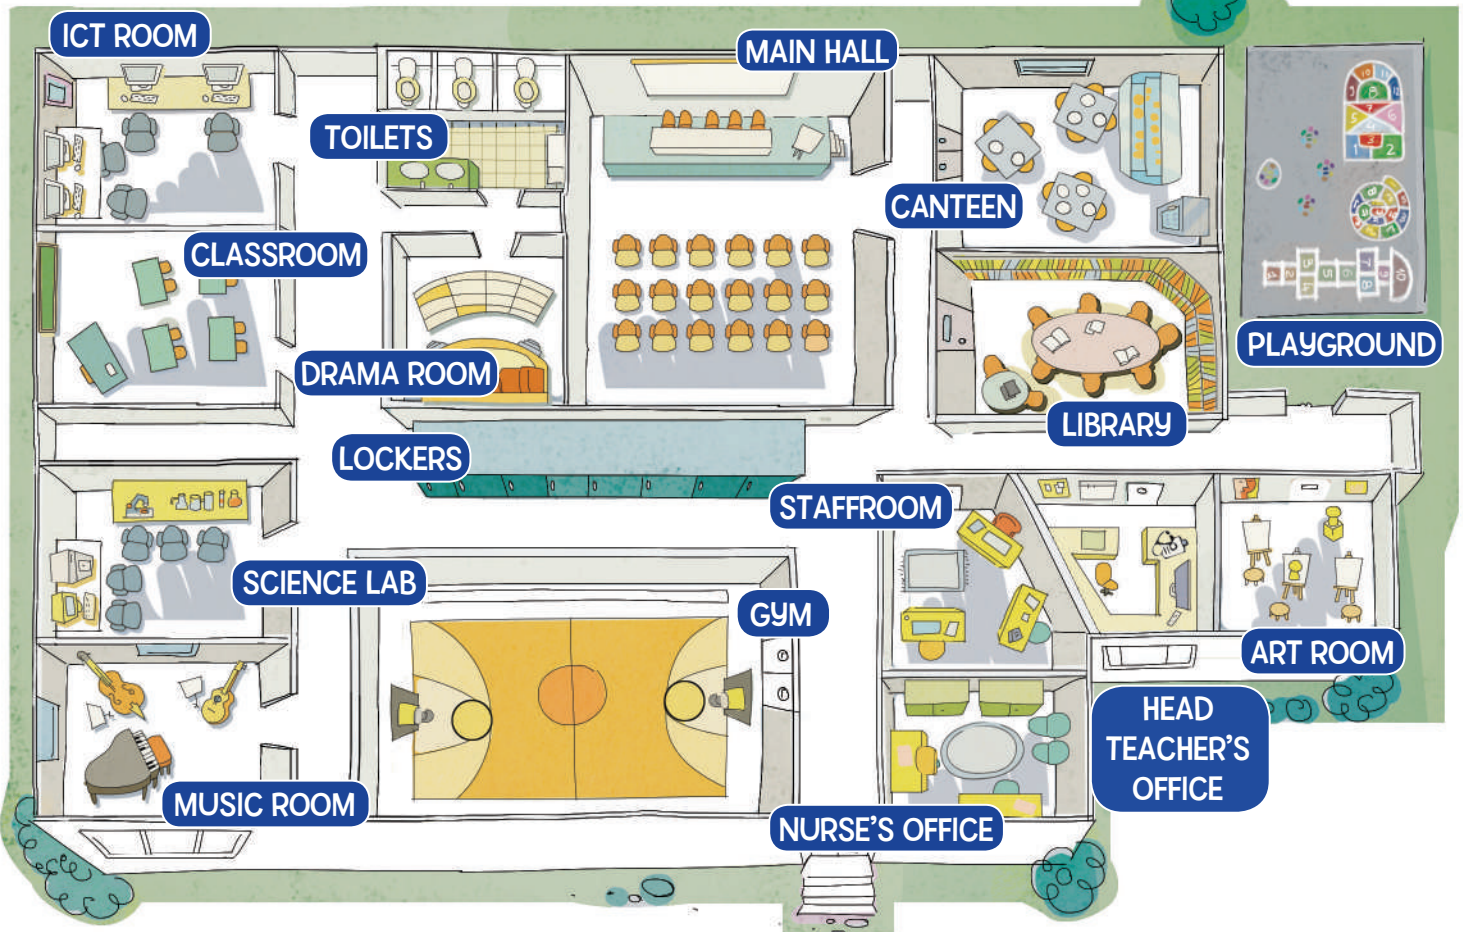 ICT ROOM
MAIN HALL
TOILETS
CANTEEN
CLASSROOM
PLAYGROUND
DRAMA ROOM
LIBRARY
LOCKERS
STAFFROOM
SCIENCE LAB
GYM
ART ROOM
HEAD
TEACHER'S
OFFICE
MUSIC ROOM
NURSE'S OFFICE